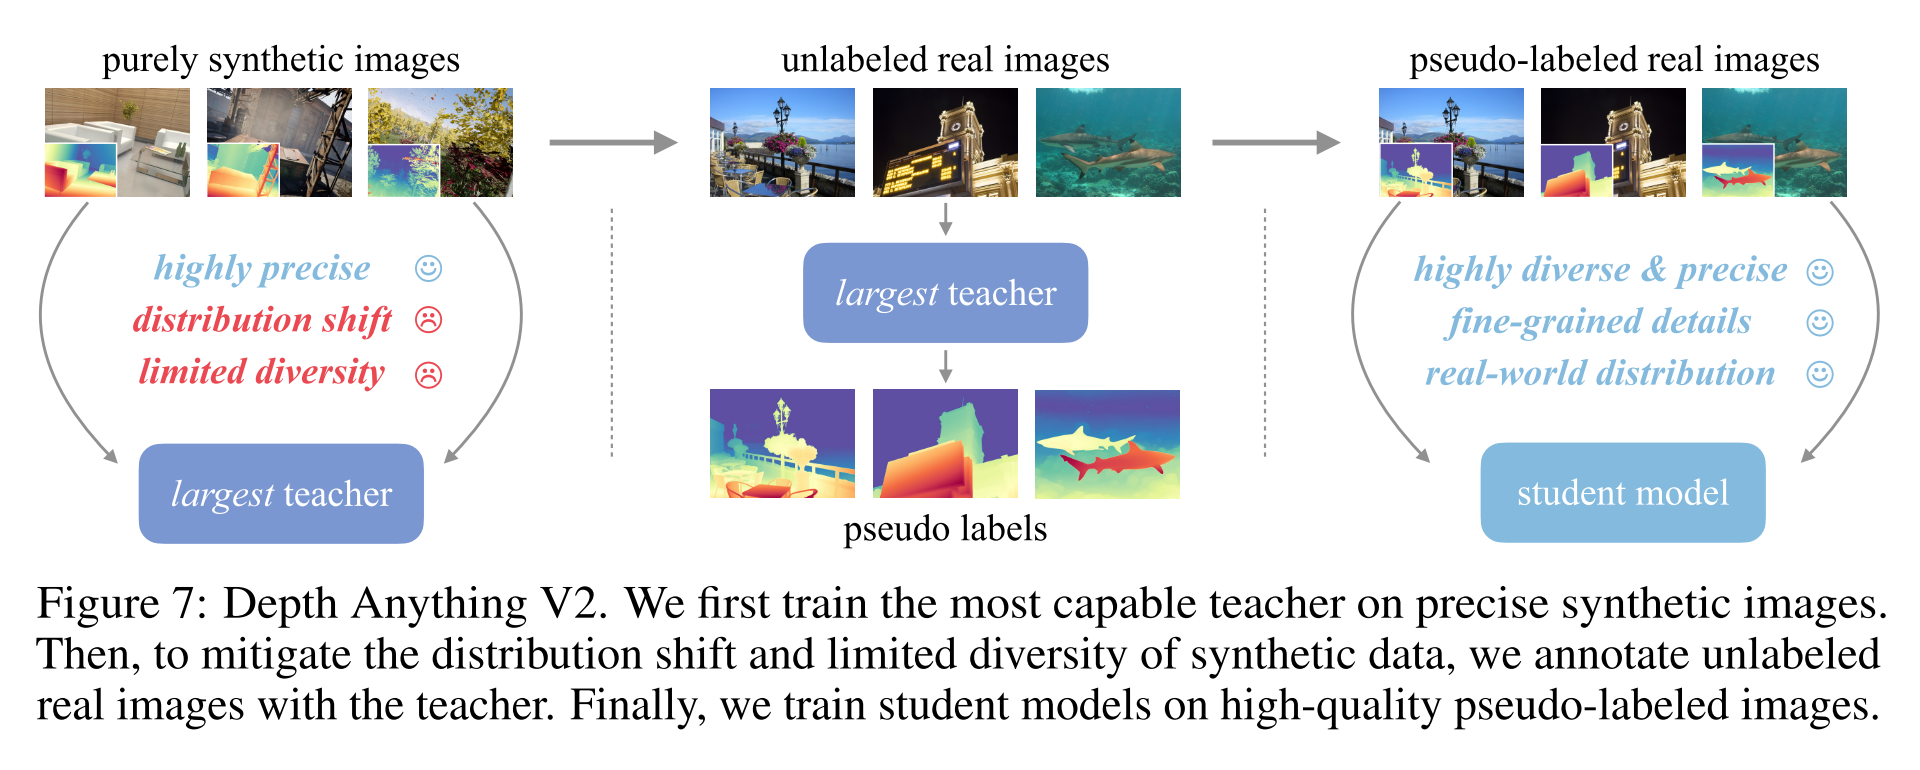 purely synthetic images
unlabeled real images
pseudo-labeled real images
highly precise
distribution shift
limited diversity
largest teacher
largest teacher
pseudo labels
highly diverse & precise
fine-grained details
real-world distribution
student model
Figure 7: Depth Anything V2. We first train the most capable teacher on precise synthetic images.
Then, to mitigate the distribution shift and limited diversity of synthetic data, we annotate unlabeled
real images with the teacher. Finally, we train student models on high-quality pseudo-labeled images.